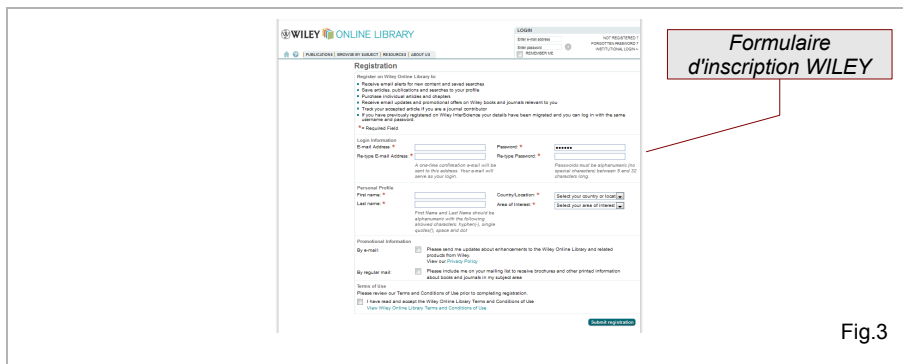 WILEY ONLINE LIBRARY
LOGIN
Enter e-mail address
NOT REGISTERED ?
FORGOTTEN PASSWORD ?
Enter password
INSTITUTIONAL LOGIN >
REMEMBER ME
PUBLICATIONS | BROWSE BY SUBJECT | RESOURCES | ABOUT US
Formulaire
d'inscription WILEY
Registration
Register on Wiley Online Library to:
Receive email alerts for new content and saved searches
Save articles, publications and searches to your profile
Purchase individual articles and chapters
Receive email updates and promotional offers on Wiley books and journals relevant to you
Track your accepted article if you are a journal contributor
If you have previously registered on Wiley InterScience your details have been migrated and you can log in with the same
username and password.
* = Required Field
Login Information
E-mail Address: *
Password: *
••••••
Re-type E-mail Address: *
Re-type Password: *
A one-time confirmation e-mail will be
sent to this address. Your e-mail will
serve as your login.
Passwords must be alphanumeric (no
special characters) between 5 and 32
characters long.
Personal Profile
First name: *
Country/Location: *
Select your country or locat
Last name: *
Area of Interest: *
Select your area of interest
First Name and Last Name should be
alphanumeric with the following
allowed characters: hyphen(-), single
quotes('), space and dot
Promotional Information
By e-mail:
Please send me updates about enhancements to the Wiley Online Library and related
products from Wiley.
View our Privacy Policy
By regular mail:
Please include me on your mailing list to receive brochures and other printed information
about books and journals in my subject area
Terms of Use
Please review our Terms and Conditions of Use prior to completing registration.
I have read and accept the Wiley Online Library Terms and Conditions of Use
View Wiley Online Library Terms and Conditions of Use
Submit registration
Fig.3